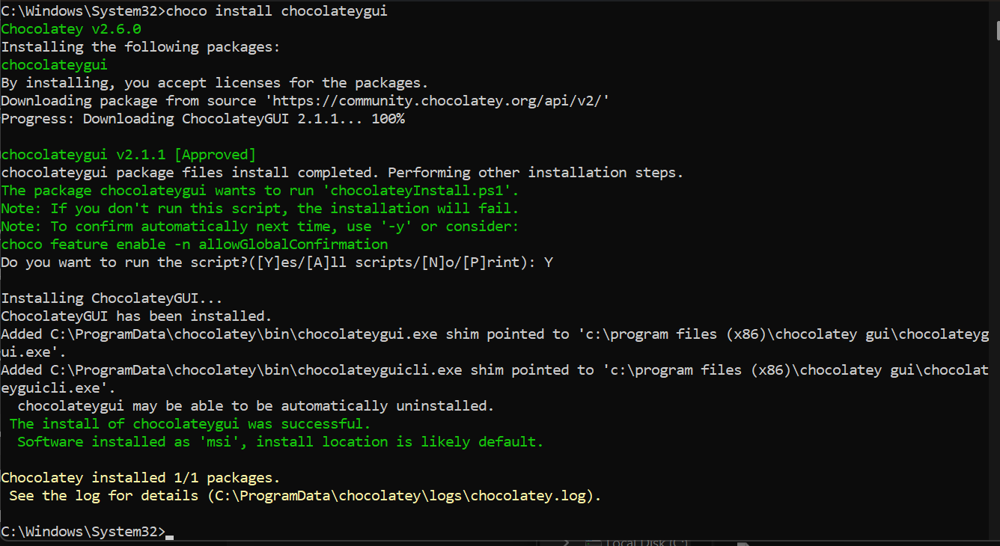 C:\Windows\System32>choco install chocolateygui
Chocolatey v2.6.0
Installing the following packages:
chocolateygui
By installing, you accept licenses for the packages.
Downloading package from source 'https://community.chocolatey.org/api/v2/'
Progress: Downloading ChocolateyGUI 2.1.1... 100%
chocolateygui v2.1.1 [Approved]
chocolateygui package files install completed. Performing other installation steps.
The package chocolateygui wants to run 'chocolateyInstall.ps1'.
Note: If you don't run this script, the installation will fail.
Note: To confirm automatically next time, use '-y' or consider:
choco feature enable -n allowGlobalConfirmation
Do you want to run the script?([Y]es/[A]ll scripts/[N]o/[P]rint): Y
Installing ChocolateyGUI...
ChocolateyGUI has been installed.
Added C:\ProgramData\chocolatey\bin\chocolateygui.exe shim pointed to 'c:\program files (x86)\chocolatey gui\chocolateyg
ui.exe'.
Added C:\ProgramData\chocolatey\bin\chocolateyguicli.exe shim pointed to 'c:\program files (x86)\chocolatey gui\chocolat
eyguicli.exe'.
  chocolateygui may be able to be automatically uninstalled.
 The install of chocolateygui was successful.
  Software installed as 'msi', install location is likely default.
Chocolatey installed 1/1 packages.
 See the log for details (C:\ProgramData\chocolatey\logs\chocolatey.log).
C:\Windows\System32>
Local Disk (C:)